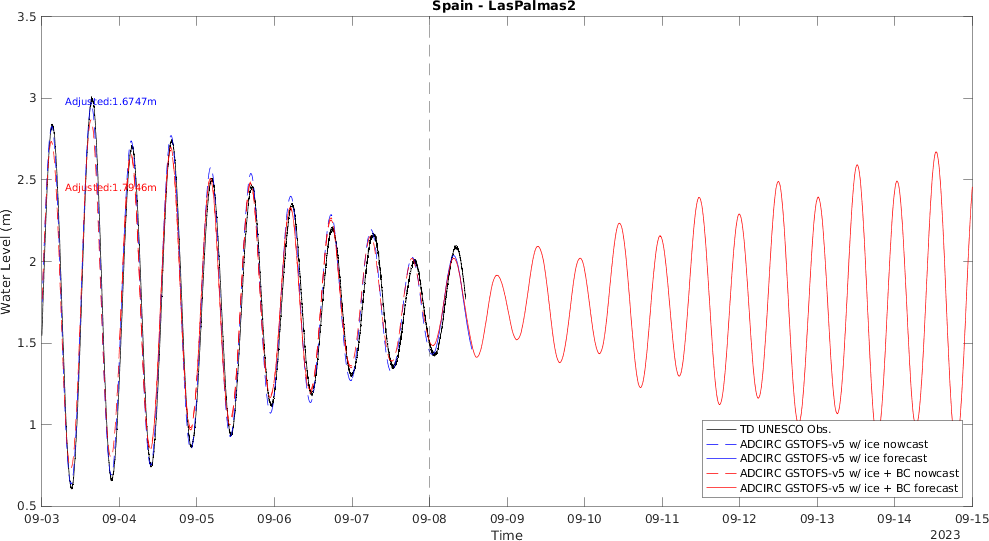 Spain - LasPalmas2
3.5
3
2.5
2
1.5
1
0.5
Water Level (m)
Adjusted:1.6747m
Adjusted:1.7946m
TD UNESCO Obs.
ADCIRC GSTOFS-v5 w/ ice nowcast
ADCIRC GSTOFS-v5 w/ ice forecast
ADCIRC GSTOFS-v5 w/ ice + BC nowcast
ADCIRC GSTOFS-v5 w/ ice + BC forecast
09-03 09-04 09-05 09-06 09-07 09-08 09-09 09-10 09-11 09-12 09-13 09-14 09-15
Time
2023